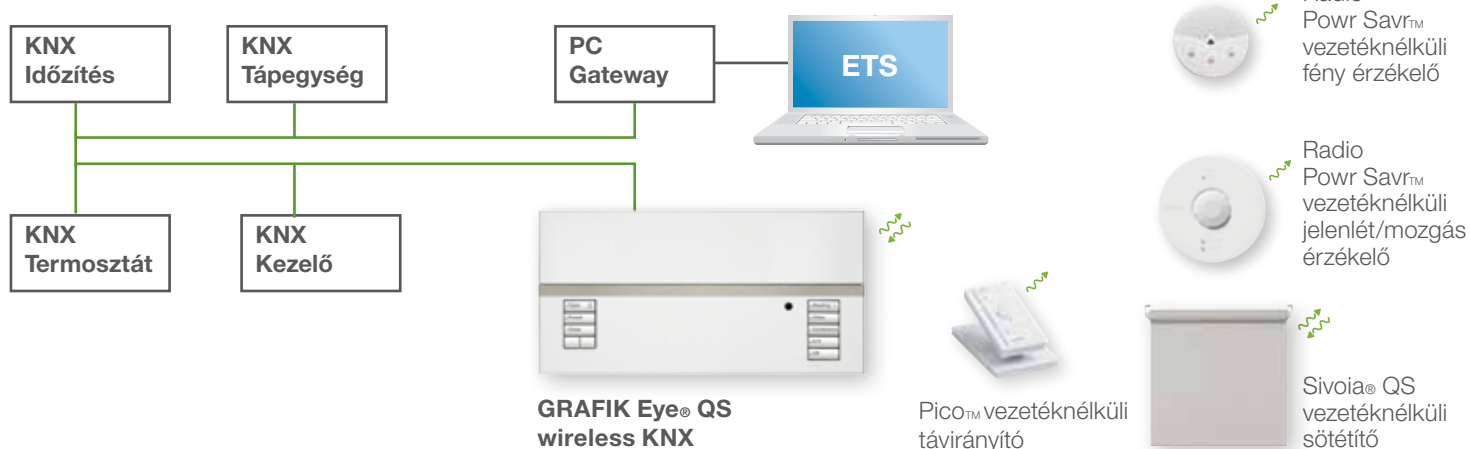 KNX
Időzítés
KNX
Tápegység
PC
Gateway
ETS
KNX
Termosztát
KNX
Kezelő
GRAFIK Eye® QS
wireless KNX
Pico™ vezetéknélküli
távirányító
Radio
Powr Savr™
vezetéknélküli
fény érzékelő
Radio
Powr Savr™
vezetéknélküli
jelenlét/mozgás
érzékelő
Sivoia® QS
vezetéknélküli
sötétítő